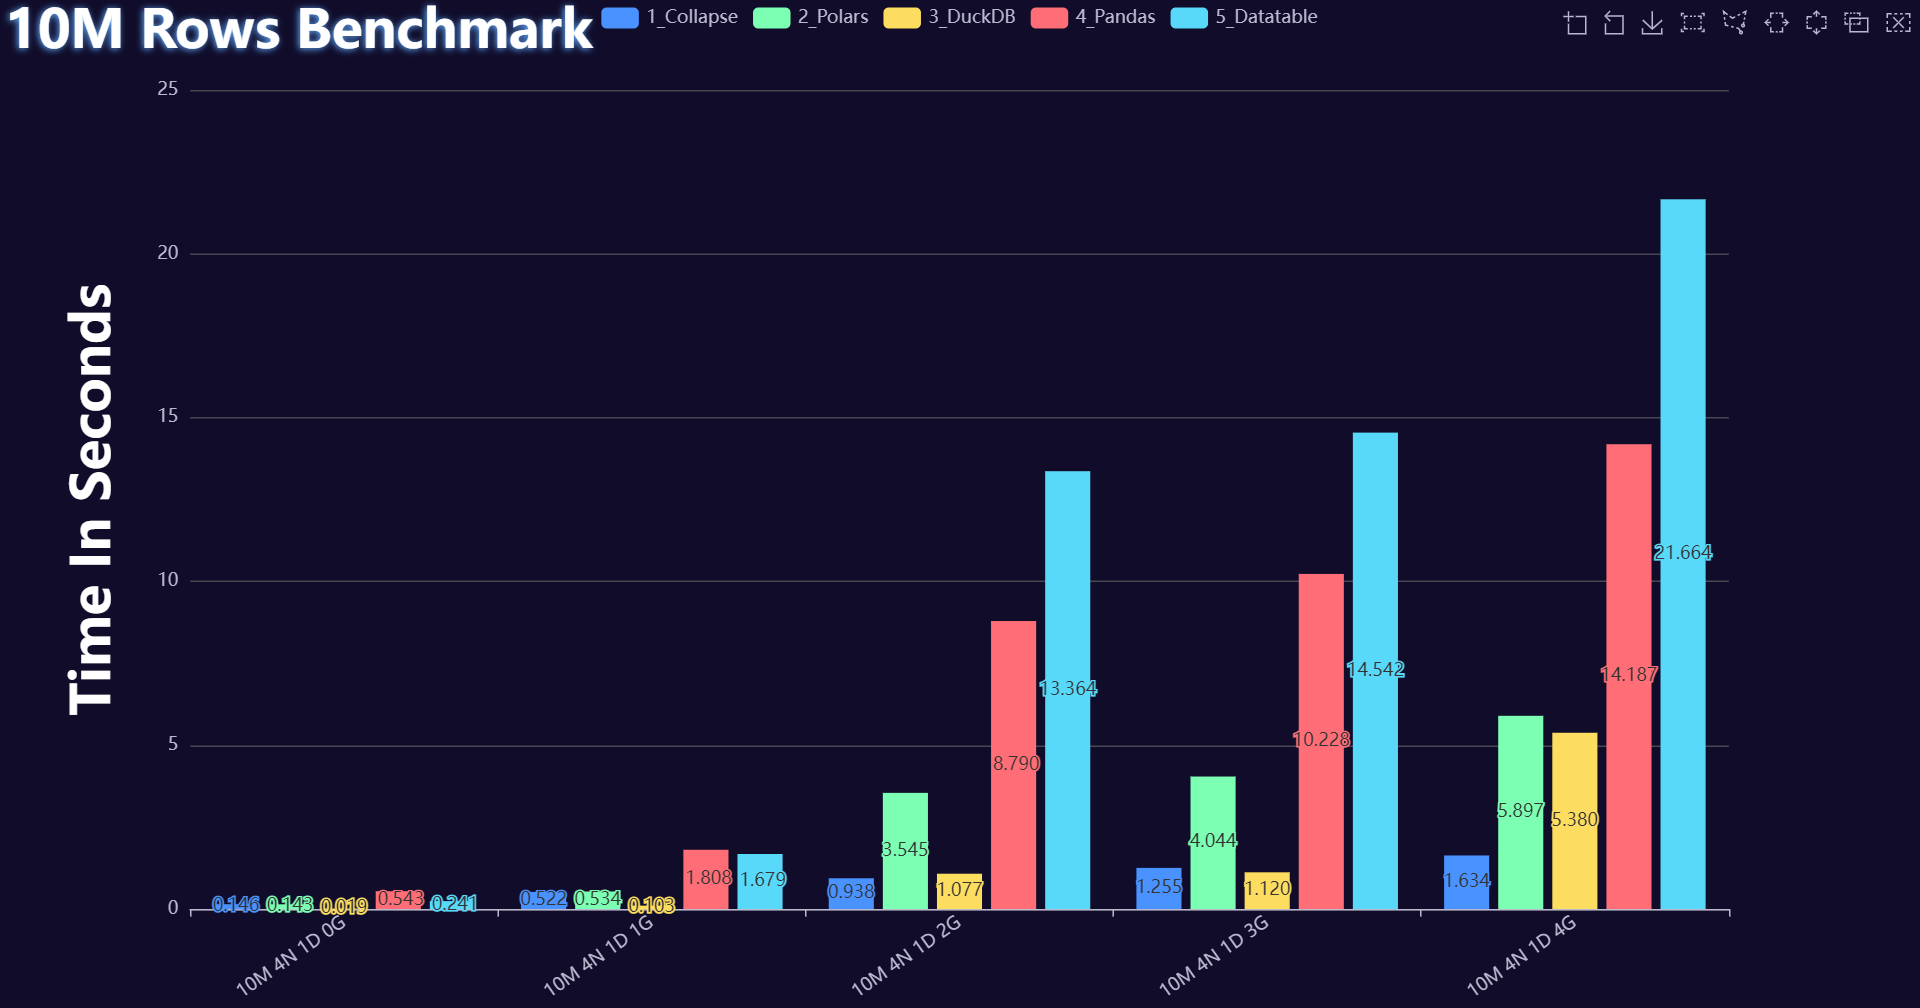 10M Rows Benchmark
1_Collapse 2_Polars 3_DuckDB 4_Pandas 5_Datatable
Time In Seconds
25
20
15
10
5
0
0.146 0.143 0.019 0.543 0.241
0.522 0.534 0.103 1.808 1.679
0.938 3.545 1.077 8.790 13.364
1.255 4.044 1.120 10.228 14.542
1.634 5.897 5.380 14.187 21.664
10M 4N 1D 0G
10M 4N 1D 1G
10M 4N 1D 2G
10M 4N 1D 3G
10M 4N 1D 4G